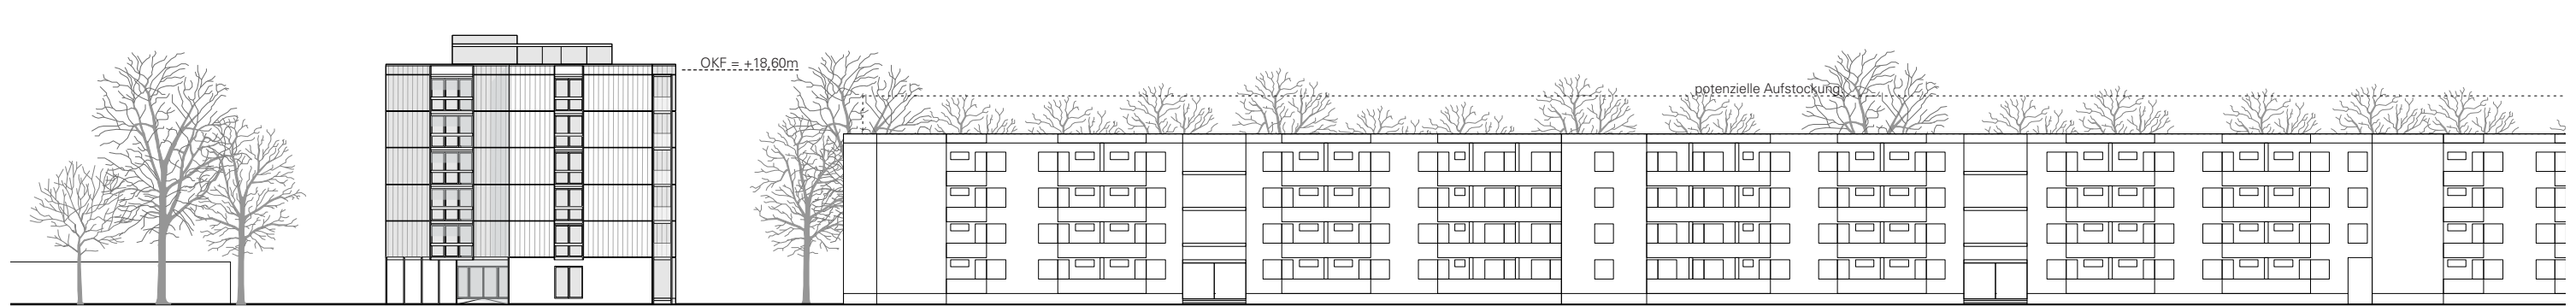 OKF = +18,60m
potenzielle Aufstockung